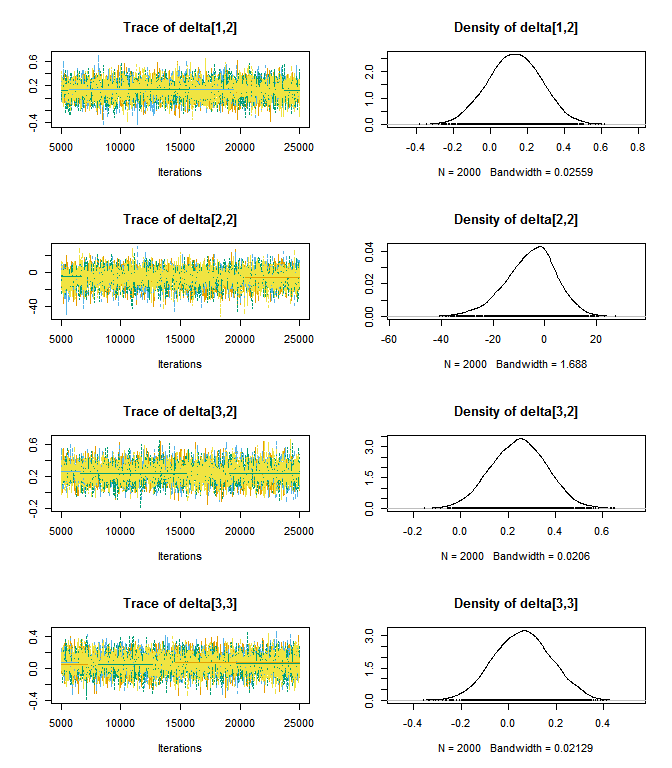 Trace of delta[1,2]
Density of delta[1,2]
-0.4 0.2 0.6
5000 10000 15000 20000 25000
Iterations
0.0 1.0 2.0
-0.4 0.0 0.2 0.4 0.6 0.8
N = 2000 Bandwidth = 0.02559
Trace of delta[2,2]
Density of delta[2,2]
-40 0
5000 10000 15000 20000 25000
Iterations
0.00 0.02 0.04
-60 -40 -20 0 20
N = 2000 Bandwidth = 1.688
Trace of delta[3,2]
Density of delta[3,2]
-0.2 0.2 0.6
5000 10000 15000 20000 25000
Iterations
0.0 1.5 3.0
-0.2 0.0 0.2 0.4 0.6
N = 2000 Bandwidth = 0.0206
Trace of delta[3,3]
Density of delta[3,3]
-0.4 0.0 0.4
5000 10000 15000 20000 25000
Iterations
0.0 1.5 3.0
-0.4 -0.2 0.0 0.2 0.4
N = 2000 Bandwidth = 0.02129